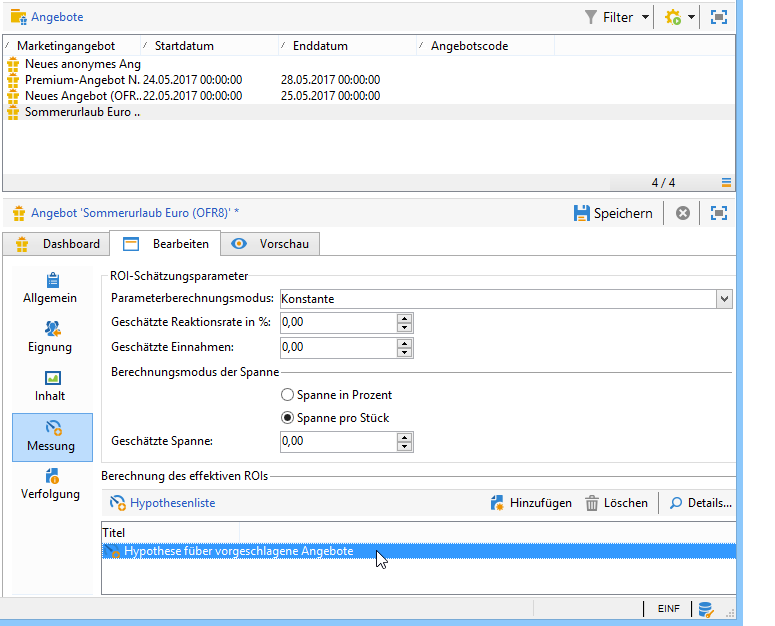 Angebote Filter
Marketingangebot Startdatum Enddatum Angebotscode
Neues anonymes Ang
Premium-Angebot N. 24.05.2017 00:00:00 28.05.2017 00:00:00
Neues Angebot (OFR.. 22.05.2017 00:00:00 25.05.2017 00:00:00
Sommerurlaub Euro ..
4 / 4
Angebot 'Sommerurlaub Euro (OFR8)' * Speichern
Dashboard Bearbeiten Vorschau
Allgemein
Eignung
Inhalt
Messung
Verfolgung
ROI-Schätzungsparameter
Parameterberechnungsmodus: Konstante
Geschätzte Reaktionsrate in %: 0,00
Geschätzte Einnahmen: 0,00
Berechnungsmodus der Spanne
Spanne in Prozent
Spanne pro Stück
Geschätzte Spanne: 0,00
Berechnung des effektiven ROIs
Hypothesenliste Hinzufügen Löschen Details...
Titel
Hypothese füber vorgeschlagene Angebote
EINF